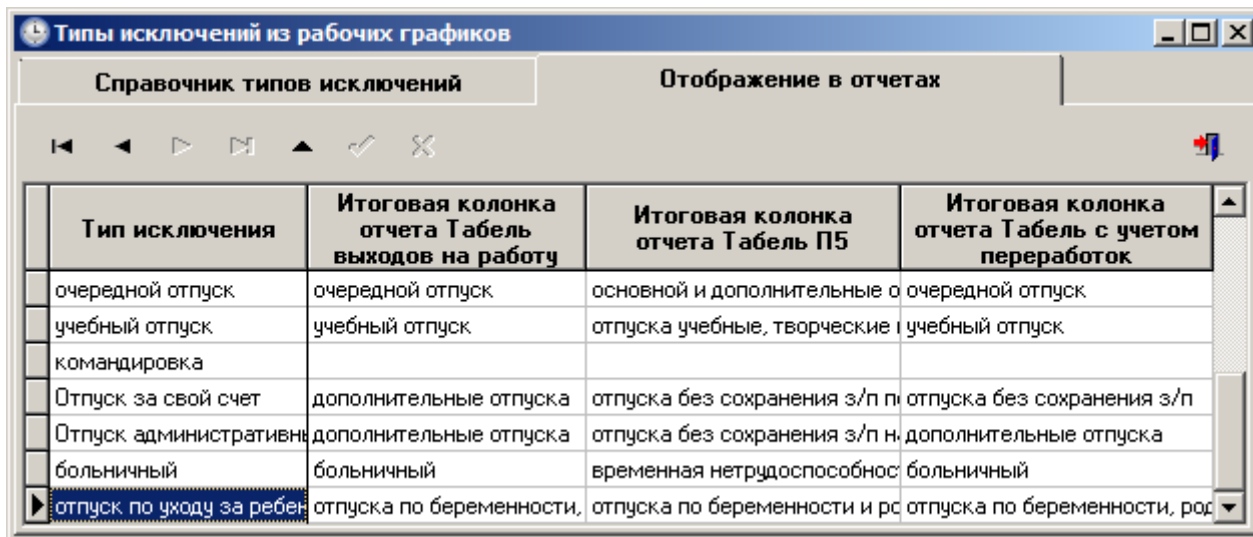 Типы исключений из рабочих графиков
Справочник типов исключений
Отображение в отчетах
Тип исключения
Итоговая колонка
отчета Табель
выходов на работу
Итоговая колонка
отчета Табель П5
Итоговая колонка
отчета Табель с учетом
переработок
очередной отпуск очередной отпуск основной и дополнительные о очередной отпуск
учебный отпуск учебный отпуск отпуска учебные, творческие учебный отпуск
командировка
Отпуск за свой счет дополнительные отпуска отпуска без сохранения з/п п отпуска без сохранения з/п
Отпуск административн дополнительные отпуска отпуска без сохранения з/п н дополнительные отпуска
больничный больничный временная нетрудоспособнос больничный
отпуск по уходу за ребен отпуска по беременности, отпуска по беременности и ро отпуска по беременности, род